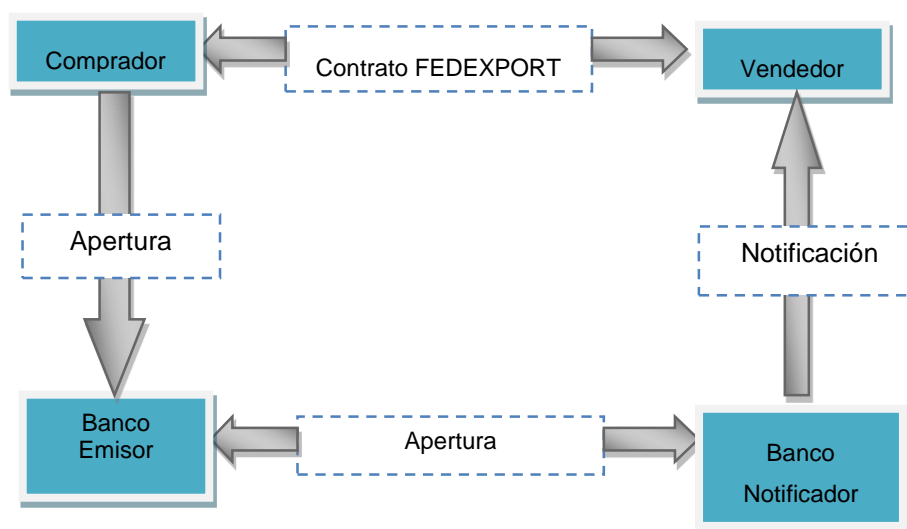 Comprador
Contrato FEDEXPORT
Vendedor
Apertura
Notificación
Banco
Emisor
Apertura
Banco
Notificador